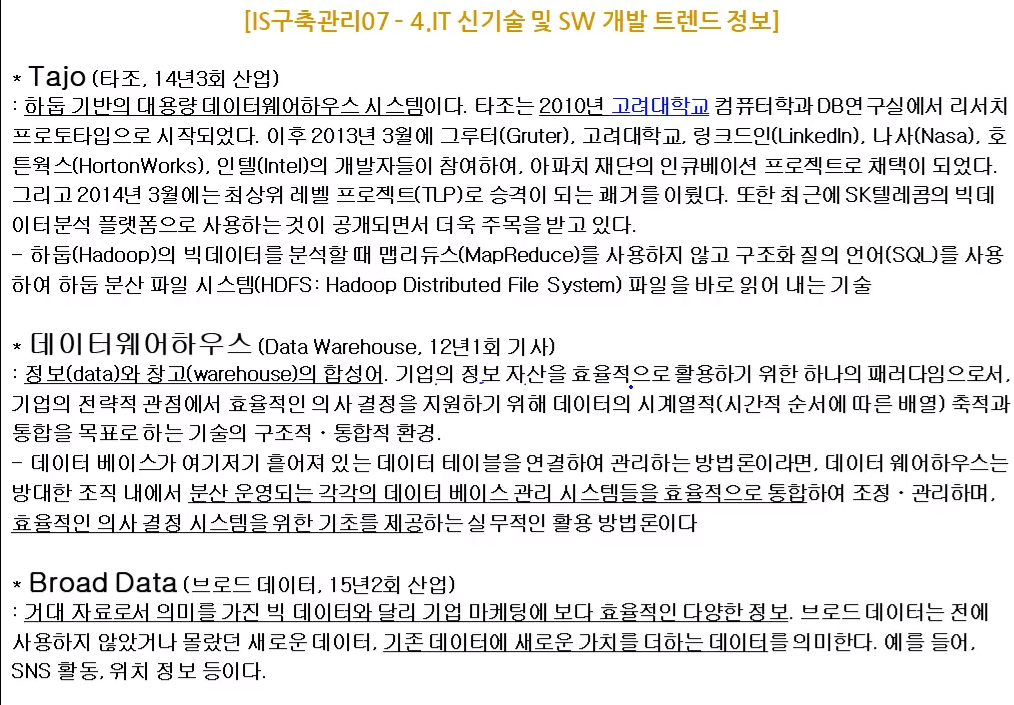 [IS구축관리07 - 4.IT 신기술 및 SW 개발 트렌드 정보]
* Tajo (타조, 14년3회 산업)
: 하둡 기반의 대용량 데이터웨어하우스 시스템이다. 타조는 2010년 고려대학교 컴퓨터학과 DB연구실에서 리서치
프로토타입으로 시작되었다. 이후 2013년 3월에 그루터(Gruter), 고려대학교, 링크드인(LinkedIn), 나사(Nasa), 호
튼웍스(HortonWorks), 인텔(Intel)의 개발자들이 참여하여, 아파치 재단의 인큐베이션 프로젝트로 채택이 되었다.
그리고 2014년 3월에는 최상위 레벨 프로젝트(TLP)로 승격이 되는 쾌거를 이뤘다. 또한 최근에 SK텔레콤의 빅데
이터분석 플랫폼으로 사용하는 것이 공개되면서 더욱 주목을 받고 있다.
- 하둡(Hadoop)의 빅데이터를 분석할 때 맵리듀스(MapReduce)를 사용하지 않고 구조화 질의 언어(SQL)를 사용
하여 하둡 분산 파일 시스템(HDFS: Hadoop Distributed File System) 파일을 바로 읽어 내는 기술
* 데이터웨어하우스 (Data Warehouse, 12년1회 기사)
: 정보(data)와 창고(warehouse)의 합성어. 기업의 정보 자산을 효율적으로 활용하기 위한 하나의 패러다임으로서,
기업의 전략적 관점에서 효율적인 의사 결정을 지원하기 위해 데이터의 시계열적(시간적 순서에 따른 배열) 축적과
통합을 목표로 하는 기술의 구조적·통합적 환경.
- 데이터 베이스가 여기저기 흩어져 있는 데이터 테이블을 연결하여 관리하는 방법론이라면, 데이터 웨어하우스는
방대한 조직 내에서 분산 운영되는 각각의 데이터 베이스 관리 시스템들을 효율적으로 통합하여 조정·관리하며,
효율적인 의사 결정 시스템을 위한 기초를 제공하는 실무적인 활용 방법론이다
* Broad Data (브로드 데이터, 15년2회 산업)
: 거대 자료로서 의미를 가진 빅 데이터와 달리 기업 마케팅에 보다 효율적인 다양한 정보. 브로드 데이터는 전에
사용하지 않았거나 몰랐던 새로운 데이터, 기존 데이터에 새로운 가치를 더하는 데이터를 의미한다. 예를 들어,
SNS 활동, 위치 정보 등이다.